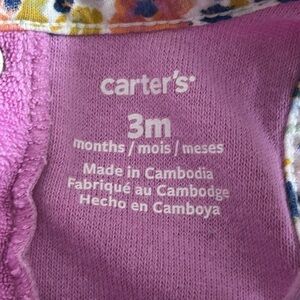 carter's
3m
months / mois / meses
Made in Cambodia
Fabriqué au Cambodge
Hecho en Camboya